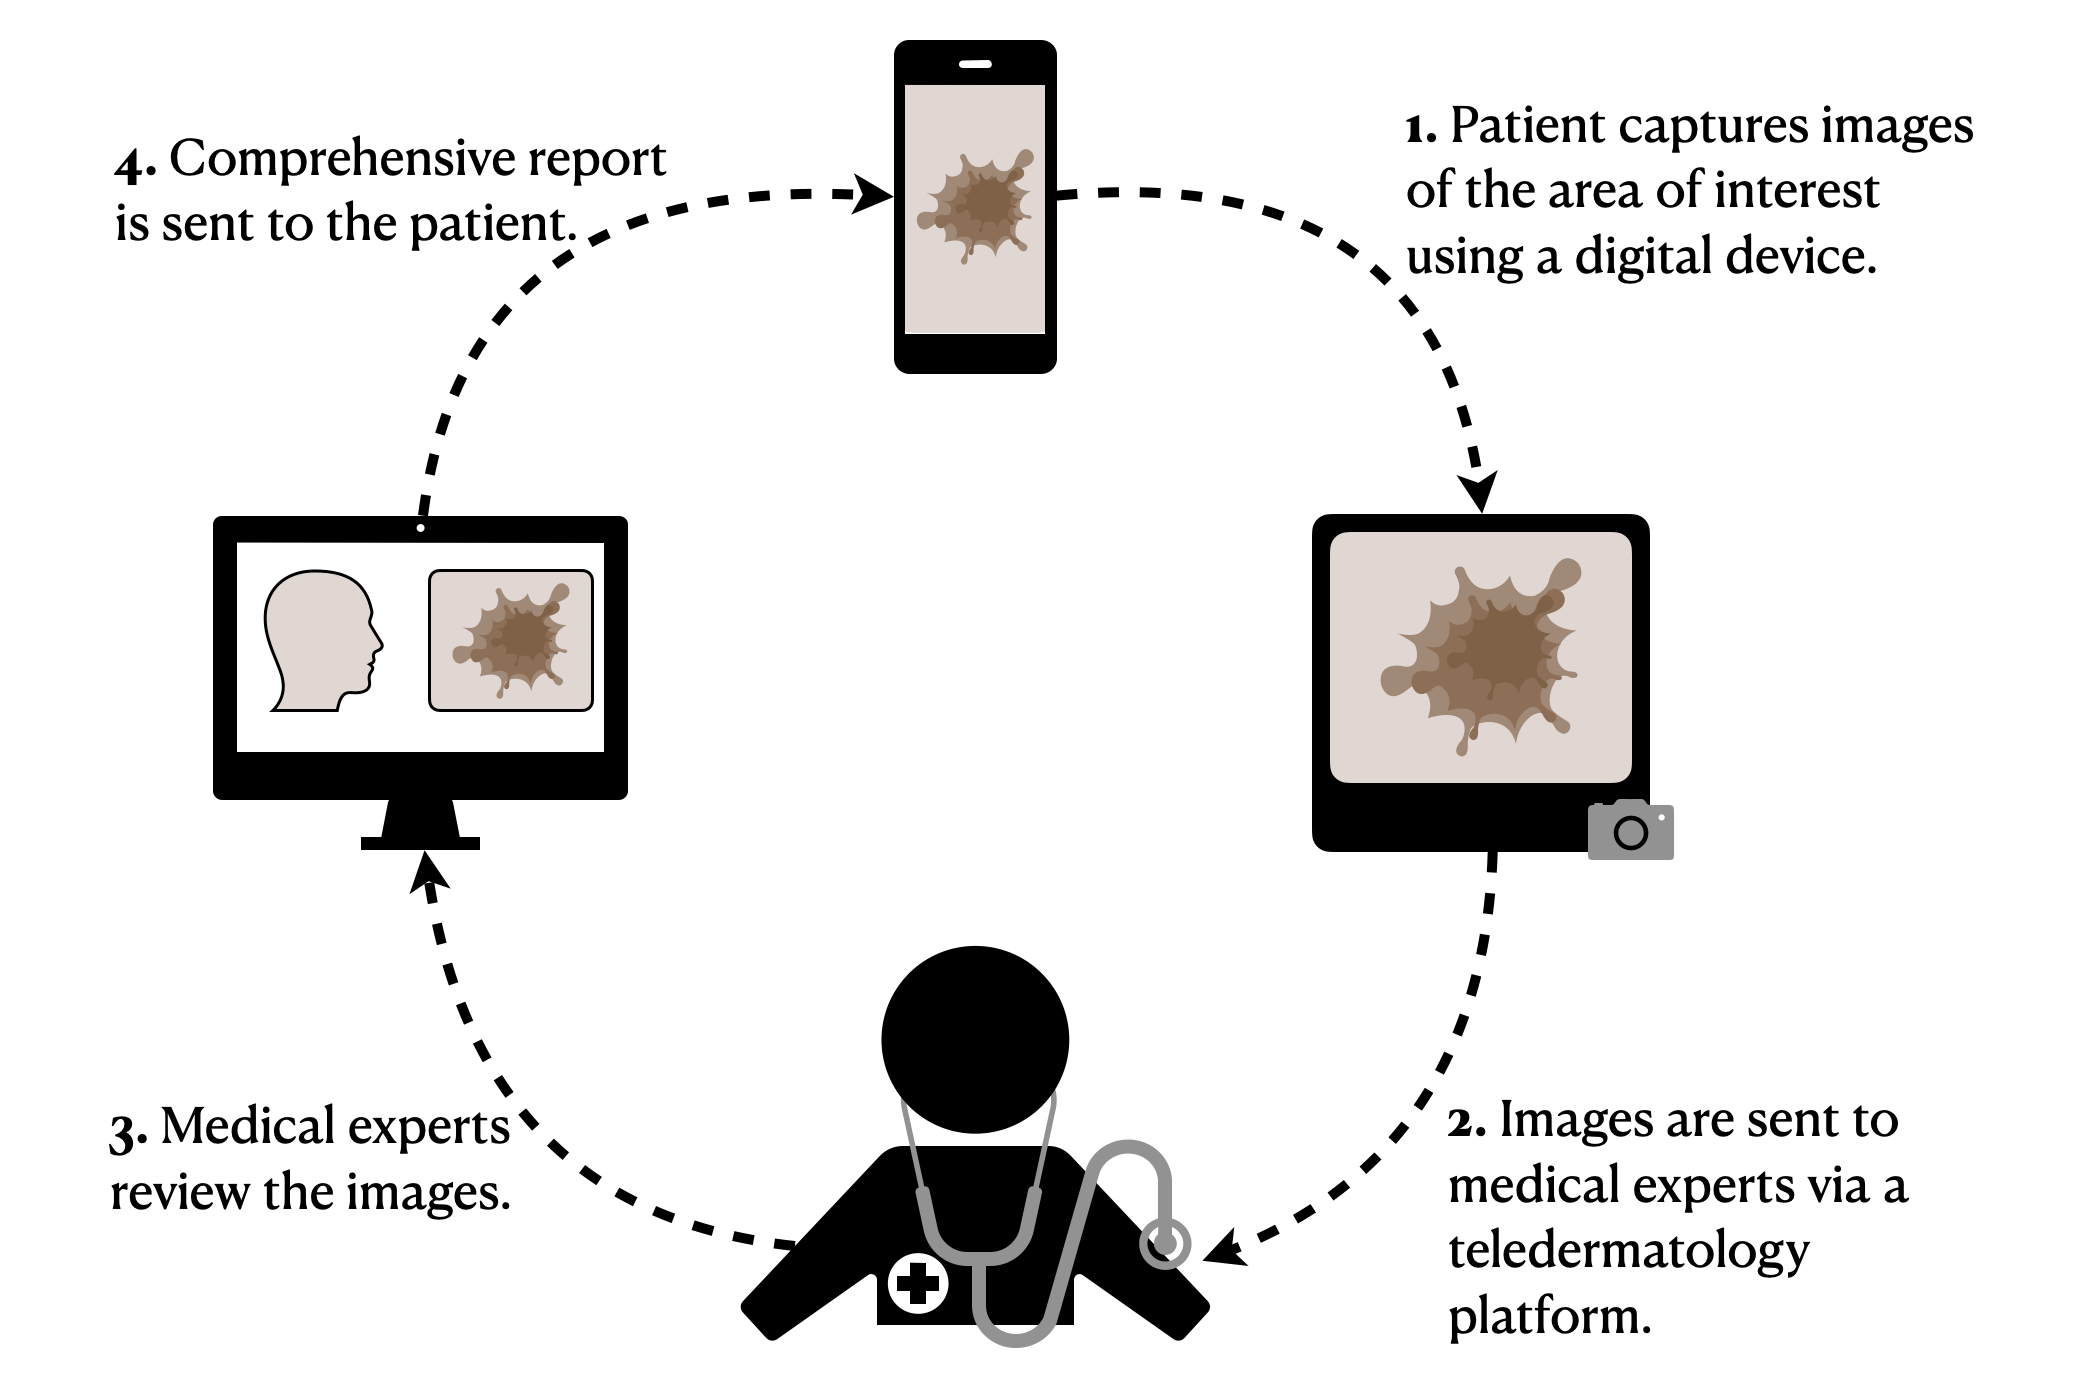 1. Patient captures images
of the area of interest
using a digital device.
2. Images are sent to
medical experts via a
teledermatology
platform.
3. Medical experts
review the images.
4. Comprehensive report
is sent to the patient.